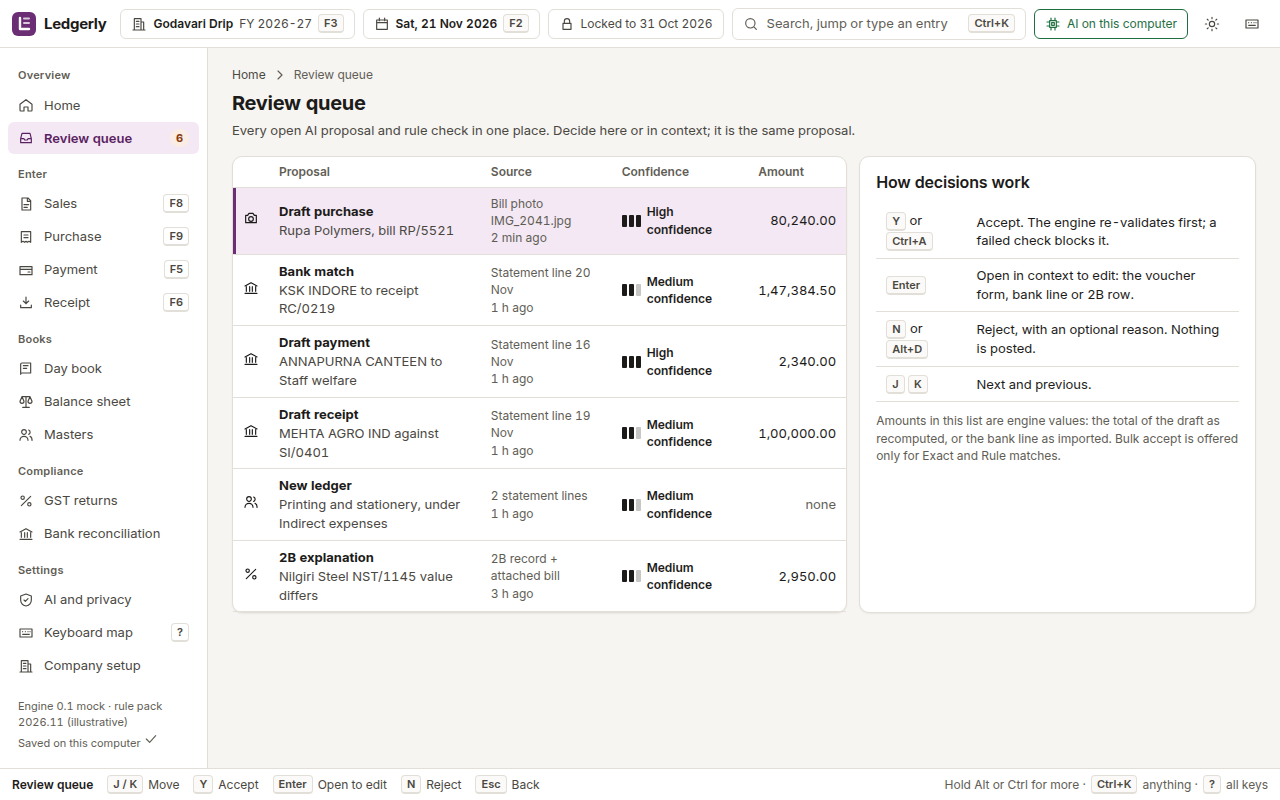 Ledgerly
Godavari Drip FY 2026-27 F3
Sat, 21 Nov 2026 F2
Locked to 31 Oct 2026
Search, jump or type an entry Ctrl+K
AI on this computer
Overview
Home
Review queue 6
Enter
Sales F8
Purchase F9
Payment F5
Receipt F6
Books
Day book
Balance sheet
Masters
Compliance
GST returns
Bank reconciliation
Settings
AI and privacy
Keyboard map ?
Company setup
Engine 0.1 mock · rule pack
2026.11 (illustrative)
Saved on this computer
Home > Review queue
Review queue
Every open AI proposal and rule check in one place. Decide here or in context; it is the same proposal.
Proposal Source Confidence Amount
Draft purchase
Rupa Polymers, bill RP/5521
Bill photo
IMG_2041.jpg
2 min ago
High
confidence
80,240.00
Bank match
KSK INDORE to receipt
RC/0219
Statement line 20
Nov
1 h ago
Medium
confidence
1,47,384.50
Draft payment
ANNAPURNA CANTEEN to
Staff welfare
Statement line 16
Nov
1 h ago
High
confidence
2,340.00
Draft receipt
MEHTA AGRO IND against
SI/0401
Statement line 19
Nov
1 h ago
Medium
confidence
1,00,000.00
New ledger
Printing and stationery, under
Indirect expenses
2 statement lines
1 h ago
Medium
confidence
none
2B explanation
Nilgiri Steel NST/1145 value
differs
2B record +
attached bill
3 h ago
Medium
confidence
2,950.00
How decisions work
Y or
Ctrl+A
Accept. The engine re-validates first; a
failed check blocks it.
Enter
Open in context to edit: the voucher
form, bank line or 2B row.
N or
Alt+D
Reject, with an optional reason. Nothing
is posted.
J K
Next and previous.
Amounts in this list are engine values: the total of the draft as
recomputed, or the bank line as imported. Bulk accept is offered
only for Exact and Rule matches.
Review queue J / K Move Y Accept Enter Open to edit N Reject Esc Back
Hold Alt or Ctrl for more · Ctrl+K anything · ? all keys